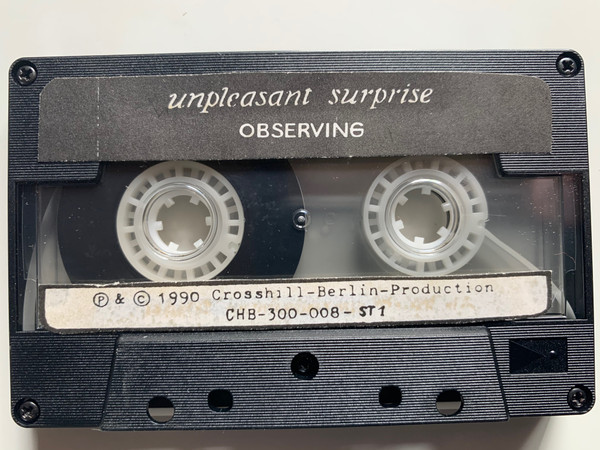 unpleasant surprise
OBSERVING
Ⓟ & © 1990 Crosshill-Berlin-Production
CHB-300-008-ST1